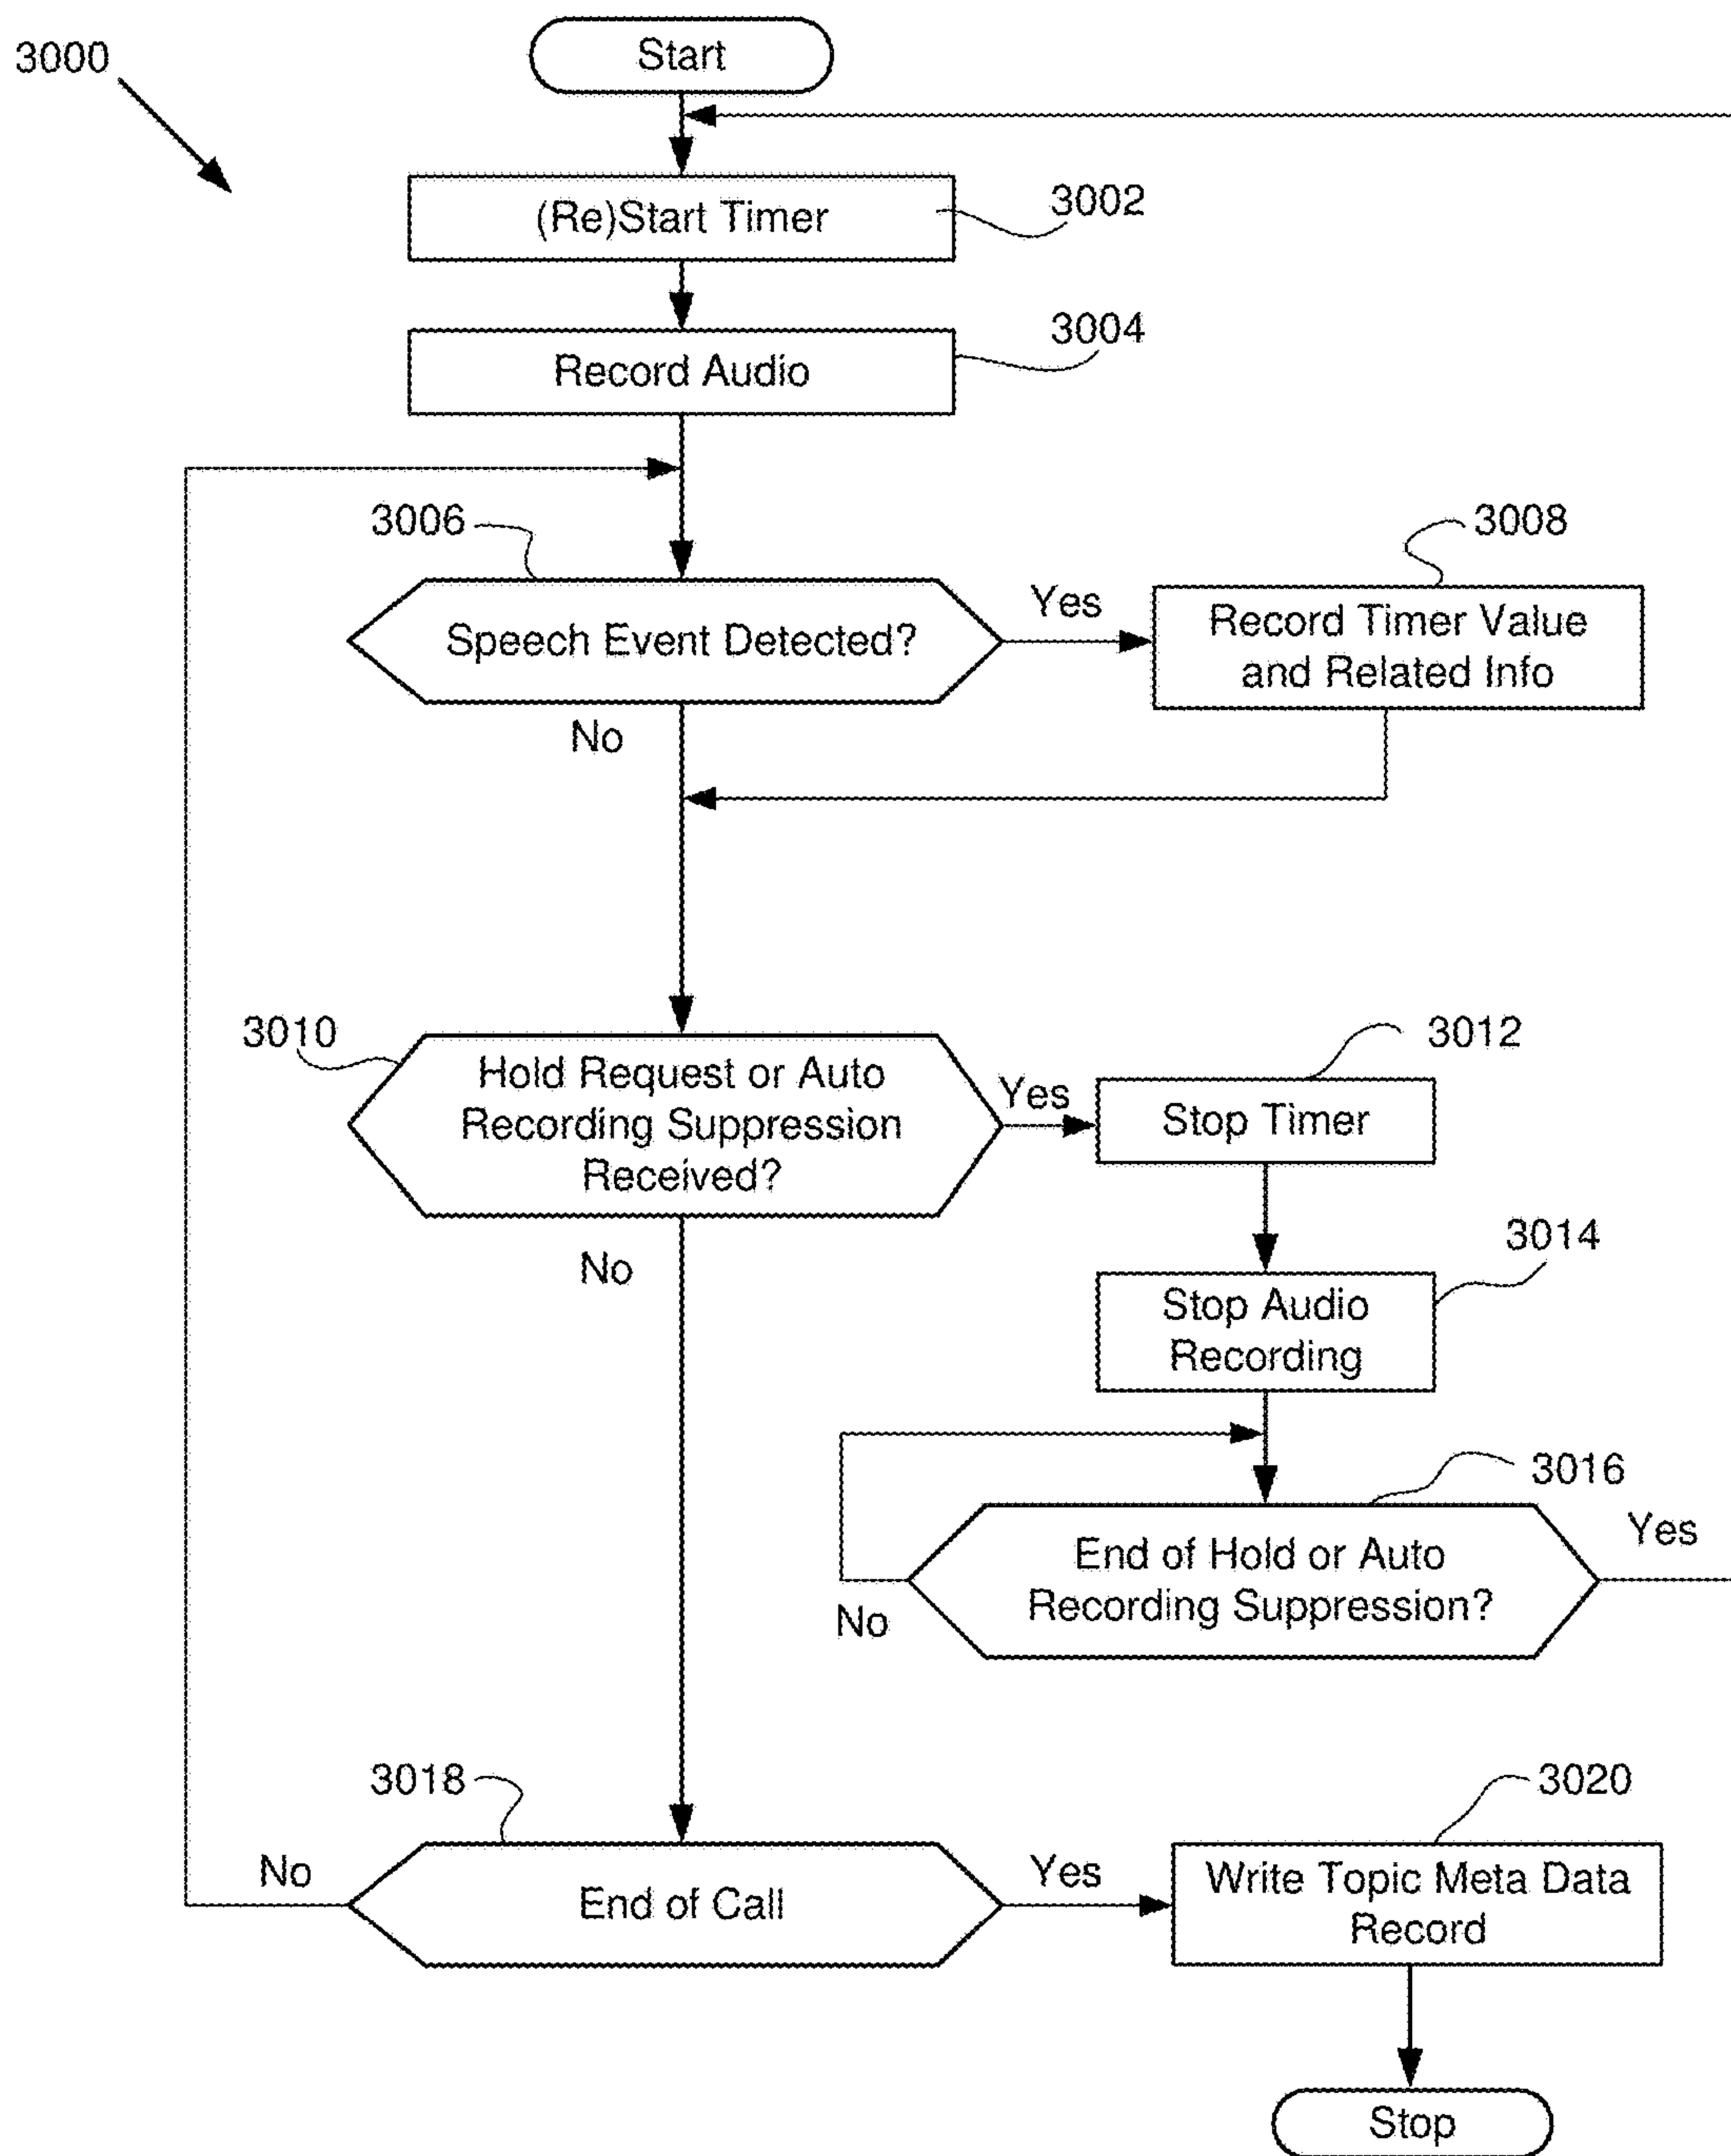 Start
3000
(Re)Start Timer
3002
Record Audio
3004
3006
Speech Event Detected?
Yes
No
3008
Record Timer Value
and Related Info
3010
Hold Request or Auto
Recording Suppression
Received?
Yes
No
3012
Stop Timer
3014
Stop Audio
Recording
3016
End of Hold or Auto
Recording Suppression?
Yes
No
3018
End of Call
No
Yes
3020
Write Topic Meta Data
Record
Stop